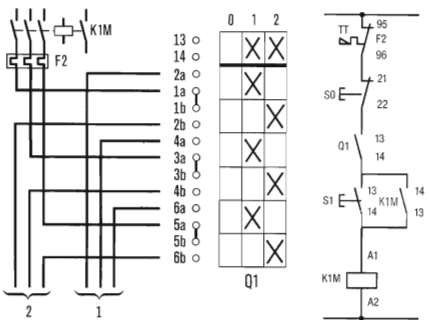 0 1 2
K1M
F2
13
14
2a
1a
1b
2b
4a
3a
3b
4b
6a
5a
5b
6b
2 1
Q1
95
TT F2
96
21
S0
22
13
Q1
14
13 14
S1 K1M
14 13
A1
K1M
A2